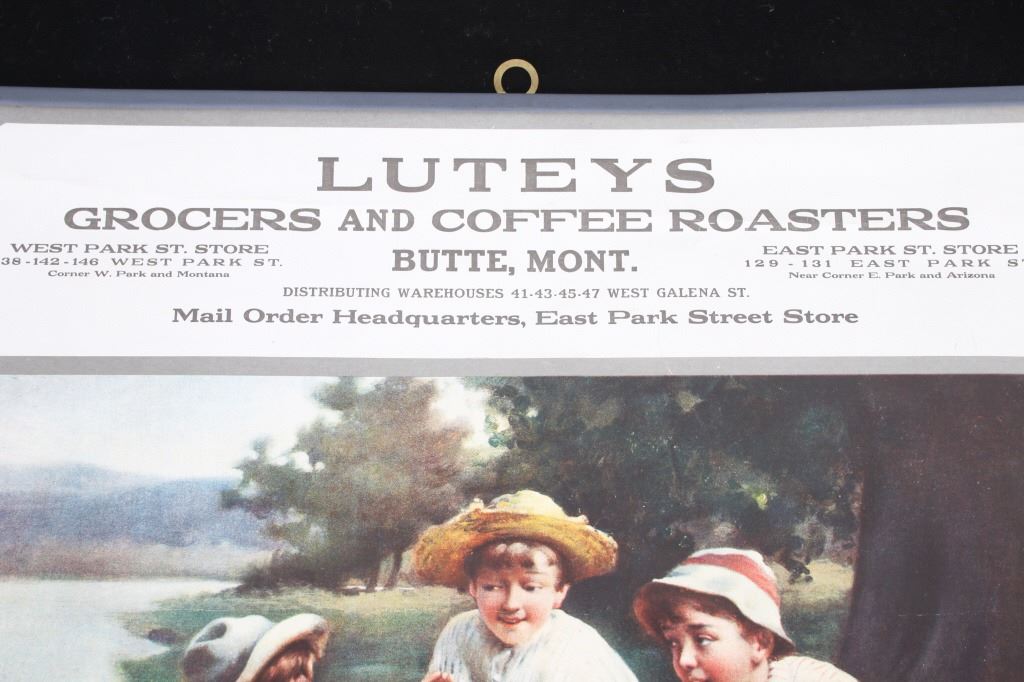 LUTEYS
GROCERS AND COFFEE ROASTERS
WEST PARK ST. STORE
38-142-146 WEST PARK ST.
Corner W. Park and Montana
BUTTE, MONT.
EAST PARK ST. STORE
129-131 EAST PARK ST
Near Corner E. Park and Arizona
DISTRIBUTING WAREHOUSES 41-43-45-47 WEST GALENA ST.
Mail Order Headquarters, East Park Street Store